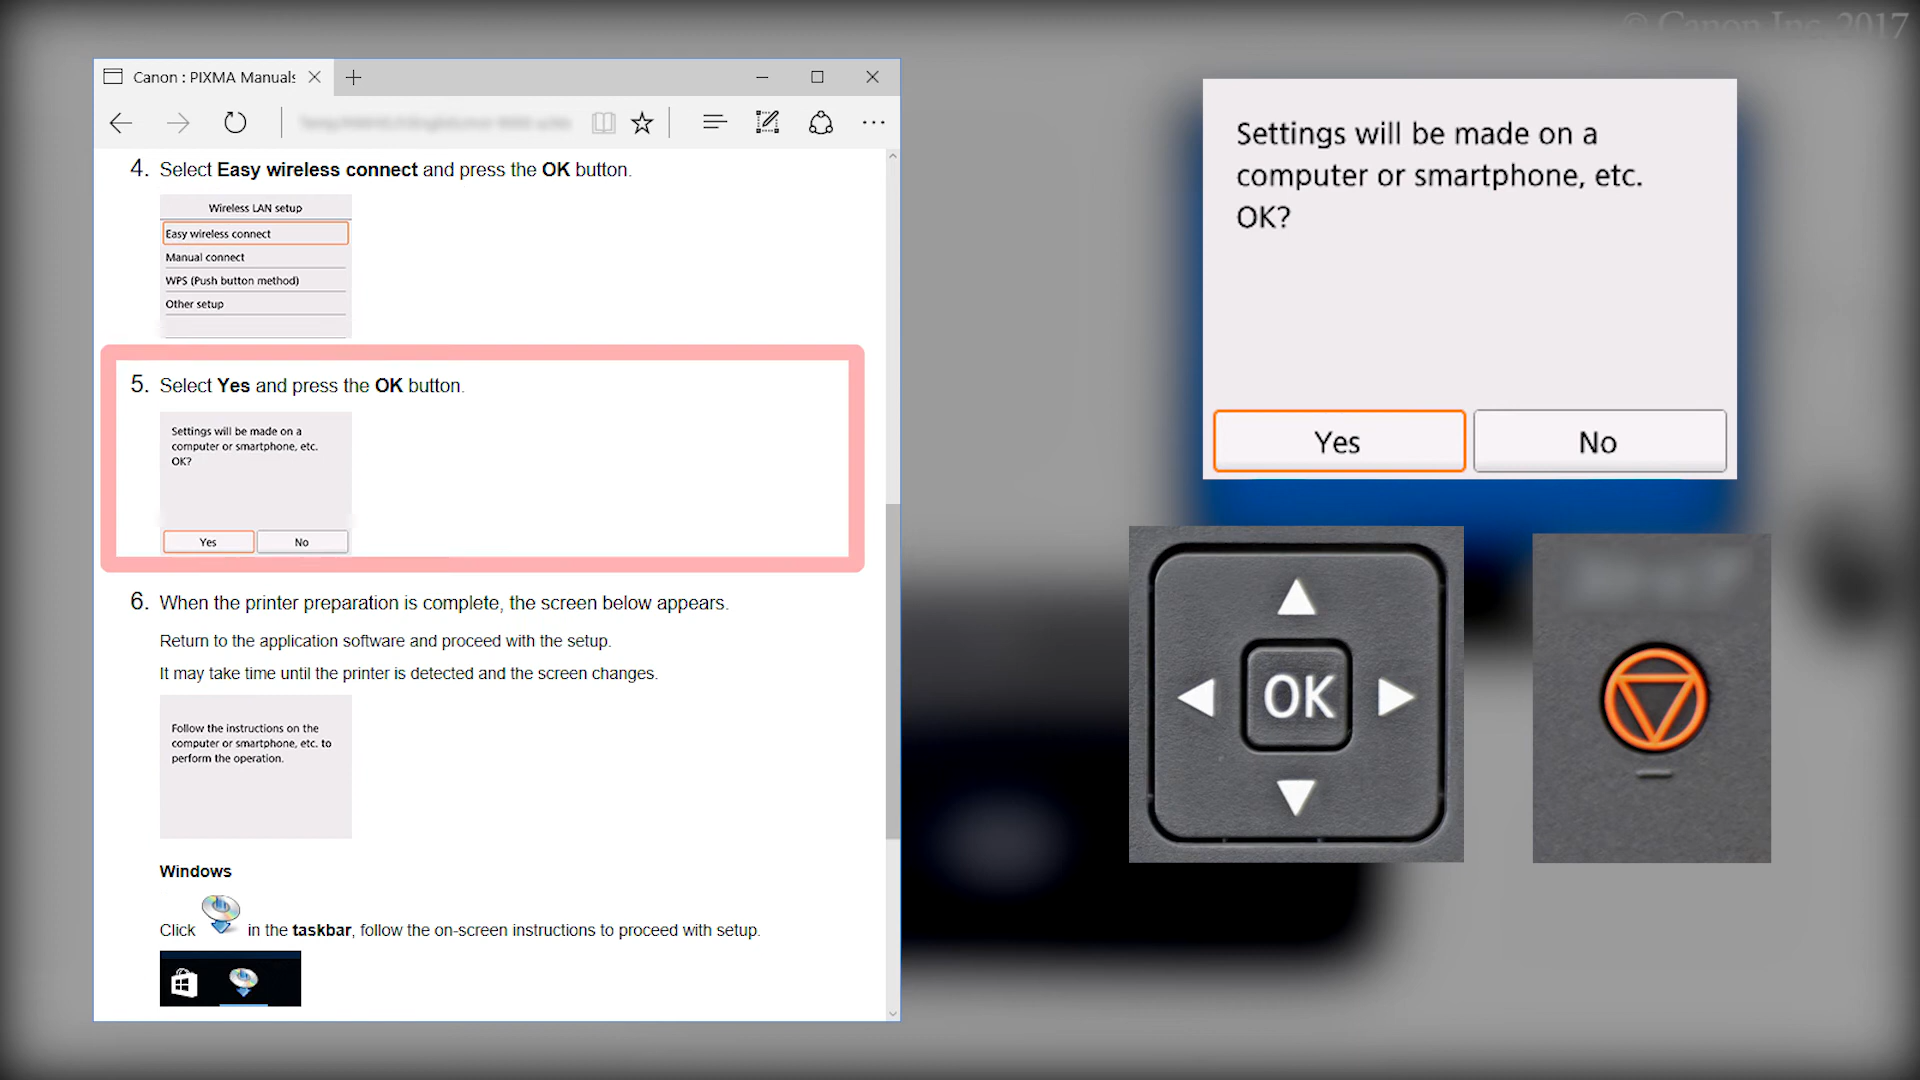 © Canon Inc. 2017
Canon : PIXMA Manuals
4. Select Easy wireless connect and press the OK button.
Wireless LAN setup
Easy wireless connect
Manual connect
WPS (Push button method)
Other setup
5. Select Yes and press the OK button.
Settings will be made on a
computer or smartphone, etc.
OK?
Yes
No
6. When the printer preparation is complete, the screen below appears.
Return to the application software and proceed with the setup.
It may take time until the printer is detected and the screen changes.
Follow the instructions on the
computer or smartphone, etc. to
perform the operation.
Windows
Click in the taskbar, follow the on-screen instructions to proceed with setup.
Settings will be made on a
computer or smartphone, etc.
OK?
Yes
No
OK